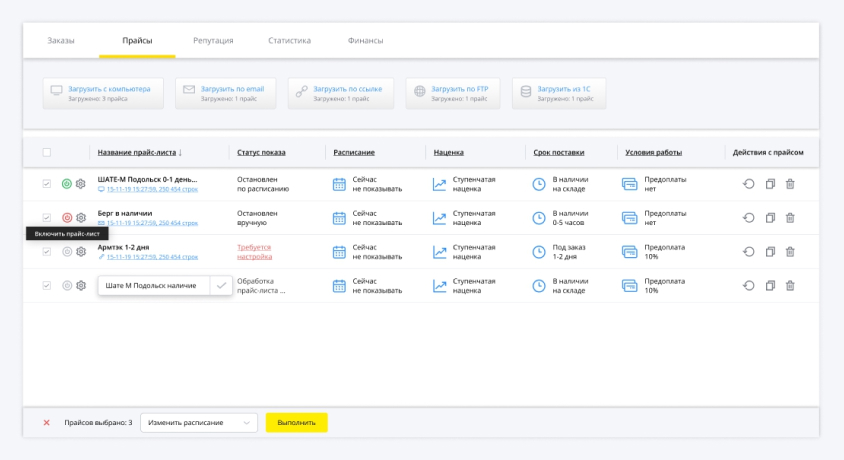 Заказы Прайсы Репутация Статистика Финансы
Загрузить с компьютера Загрузить по email Загрузить по ссылке Загрузить по FTP Загрузить из 1С
Загружено: 3 прайса Загружено: 1 прайс Загружено: 1 прайс Загружено: 1 прайс Загружено: 1 прайс
Название прайс-листа ↓ Статус показа Расписание Наценка Срок поставки Условия работы Действия с прайсом
ШАТЕ-М Подольск 0-1 день... Остановлен Сейчас Ступенчатая В наличии Предоплаты
15-11-19 15:27:59, 250 454 строк по расписанию не показывать наценка на складе нет
Берг в наличии Остановлен Сейчас Ступенчатая В наличии Предоплаты
15-11-19 15:27:59, 250 454 строк вручную не показывать наценка 0-5 часов нет
Включить прайс-лист
Армтэк 1-2 дня Требуется Сейчас Ступенчатая Под заказ Предоплата
15-11-19 15:27:59, 250 454 строк настройка не показывать наценка 1-2 дня 10%
Шате М Подольск наличие Обработка Сейчас Ступенчатая В наличии Предоплата
прайс-листа ... не показывать наценка на складе 10%
Прайсов выбрано: 3 Изменить расписание Выполнить